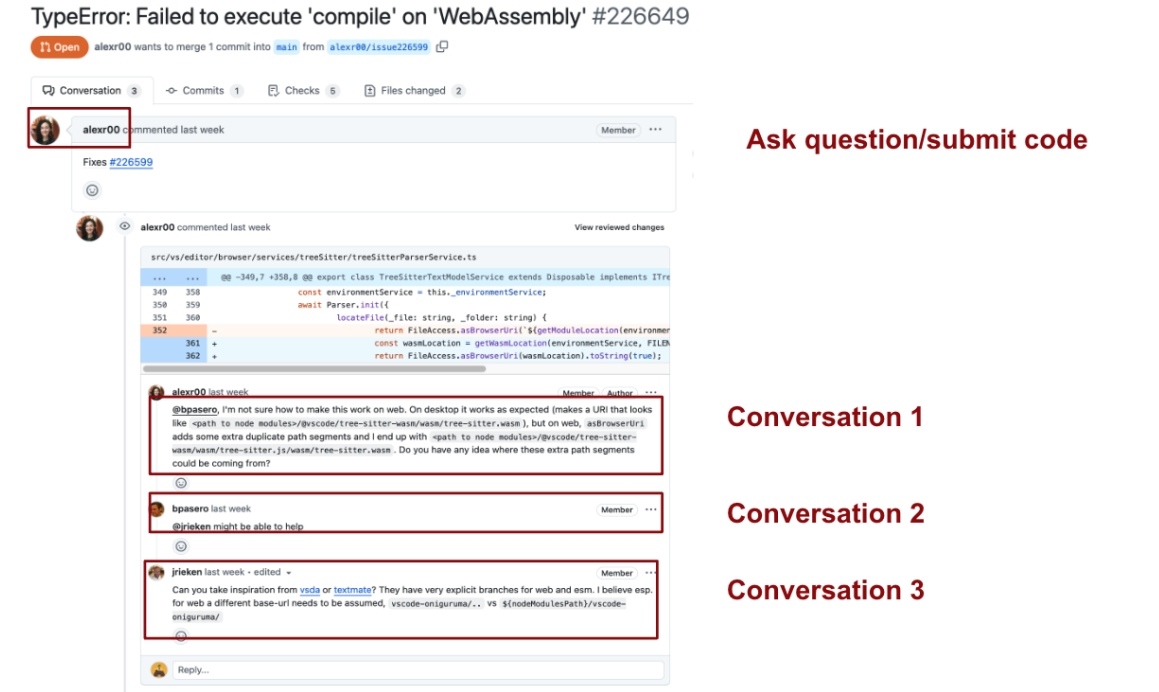 TypeError: Failed to execute 'compile' on 'WebAssembly' #226649
Open alexr00 wants to merge 1 commit into main from alexr00/issue226599
Conversation 3 Commits 1 Checks 5 Files changed 2
alexr00 commented last week Member ...
Ask question/submit code
Fixes #226599
alexr00 commented last week View reviewed changes
src/vs/editor/browser/services/treeSitter/treeSitterParserService.ts
... ... @@ -349,7 +358,8 @@ export class TreeSitterTextModelService extends Disposable implements ITre
349 358 const environmentService = this._environmentService;
350 359 await Parser.init({
351 360 locateFile(_file: string, _folder: string) {
352 - return FileAccess.asBrowserUri(`${getModuleLocation(environmen
361 + const wasmLocation = getWasmLocation(environmentService, FILEN
362 + return FileAccess.asBrowserUri(wasmLocation).toString(true);
alexr00 last week Member Author ...
@bpasero, I'm not sure how to make this work on web. On desktop it works as expected (makes a URI that looks
like <path to node modules>/@vscode/tree-sitter-wasm/wasm/tree-sitter.wasm ), but on web, asBrowserUri
adds some extra duplicate path segments and I end up with <path to node modules>/@vscode/tree-sitter-
wasm/wasm/tree-sitter.js/wasm/tree-sitter.wasm . Do you have any idea where these extra path segments
could be coming from?
Conversation 1
bpasero last week Member ...
@jrieken might be able to help
Conversation 2
jrieken last week • edited Member ...
Can you take inspiration from vsda or textmate? They have very explicit branches for web and esm. I believe esp.
for web a different base-url needs to be assumed, vscode-oniguruma/.. vs ${nodeModulesPath}/vscode-
oniguruma/
Conversation 3
Reply...